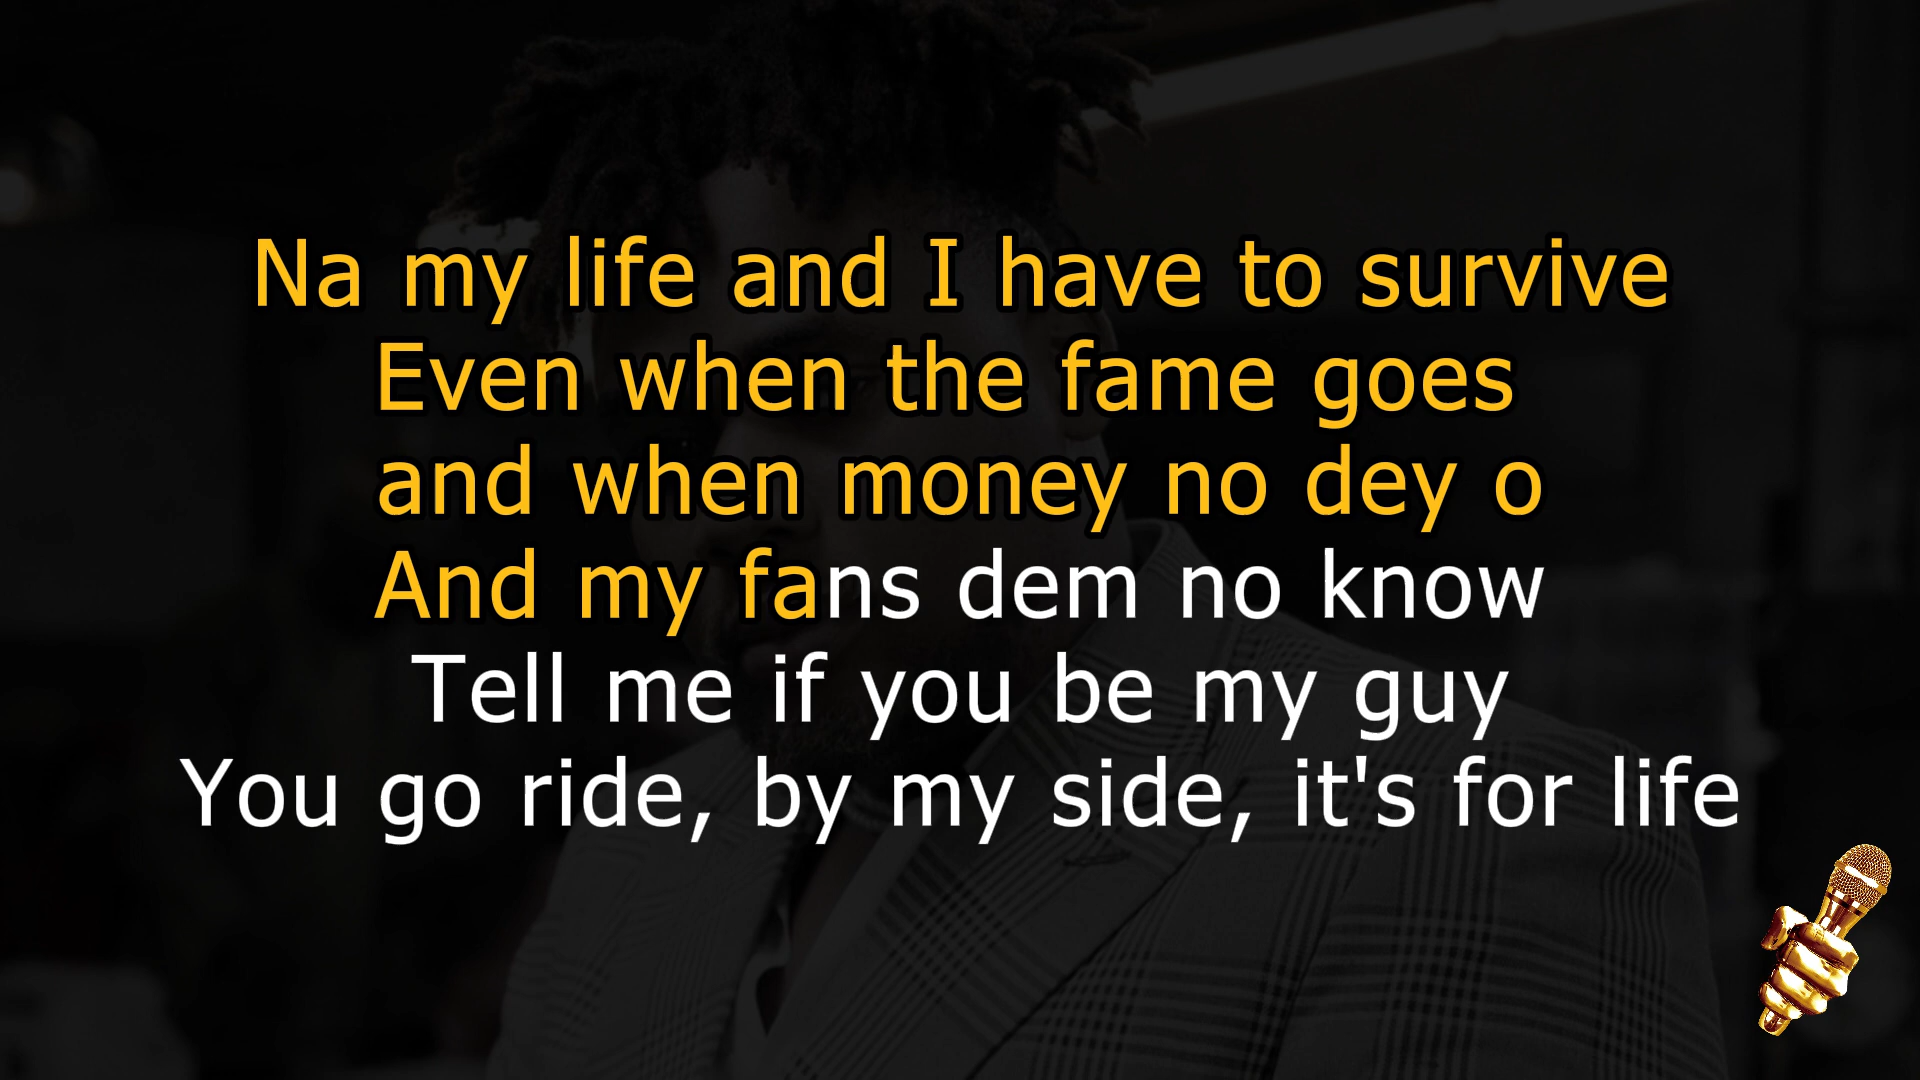 Na my life and I have to survive
Even when the fame goes
and when money no dey o
And my fans dem no know
Tell me if you be my guy
You go ride, by my side, it's for life